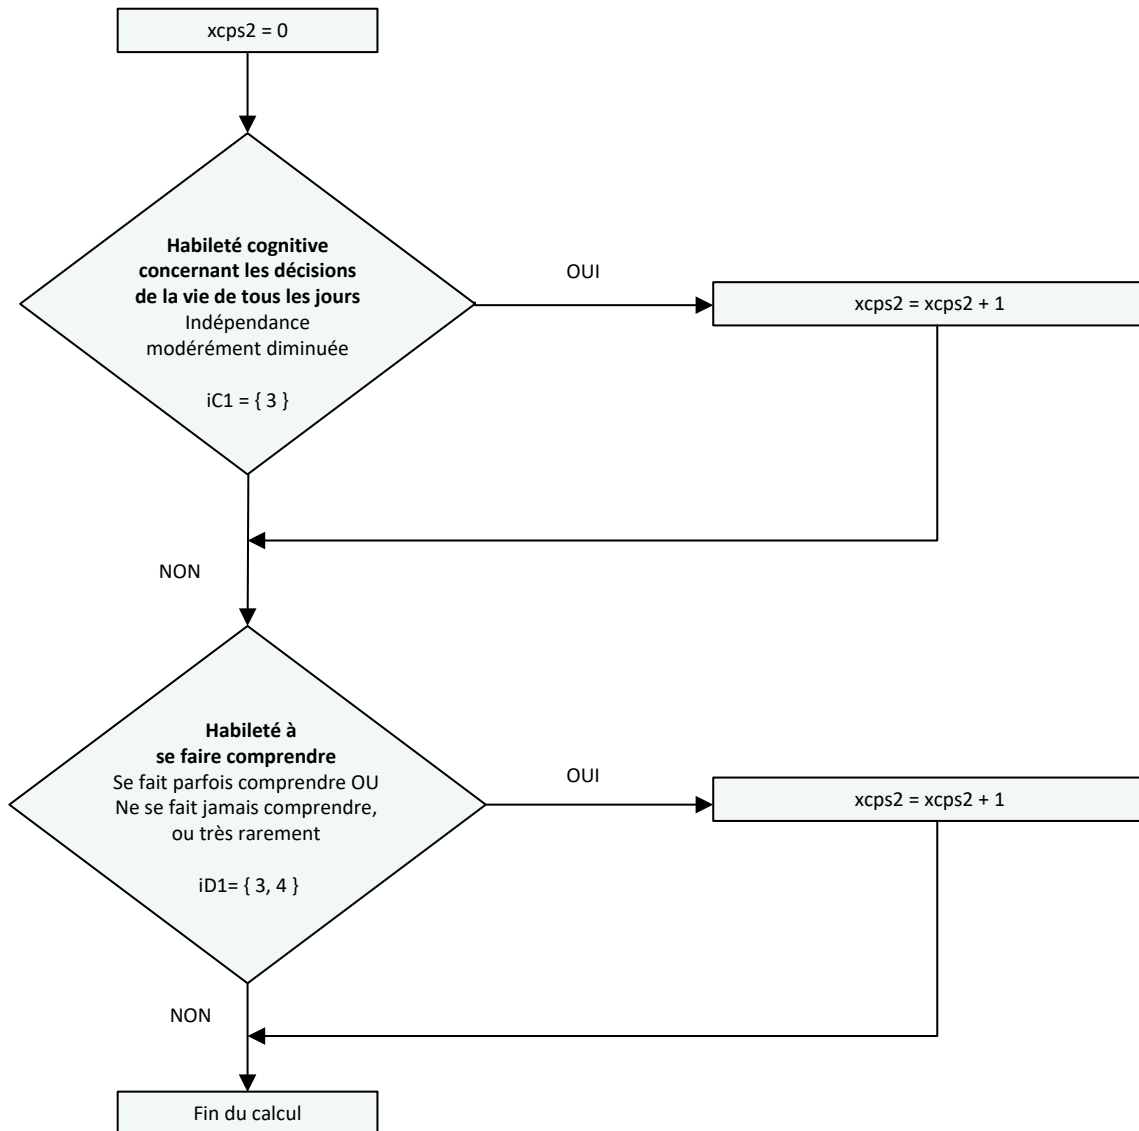 xcps2 = 0
Habileté cognitive
concernant les décisions
de la vie de tous les jours
Indépendance
modérément diminuée
iC1 = { 3 }
OUI
xcps2 = xcps2 + 1
NON
Habileté à
se faire comprendre
Se fait parfois comprendre OU
Ne se fait jamais comprendre,
ou très rarement
iD1= { 3, 4 }
OUI
xcps2 = xcps2 + 1
NON
Fin du calcul